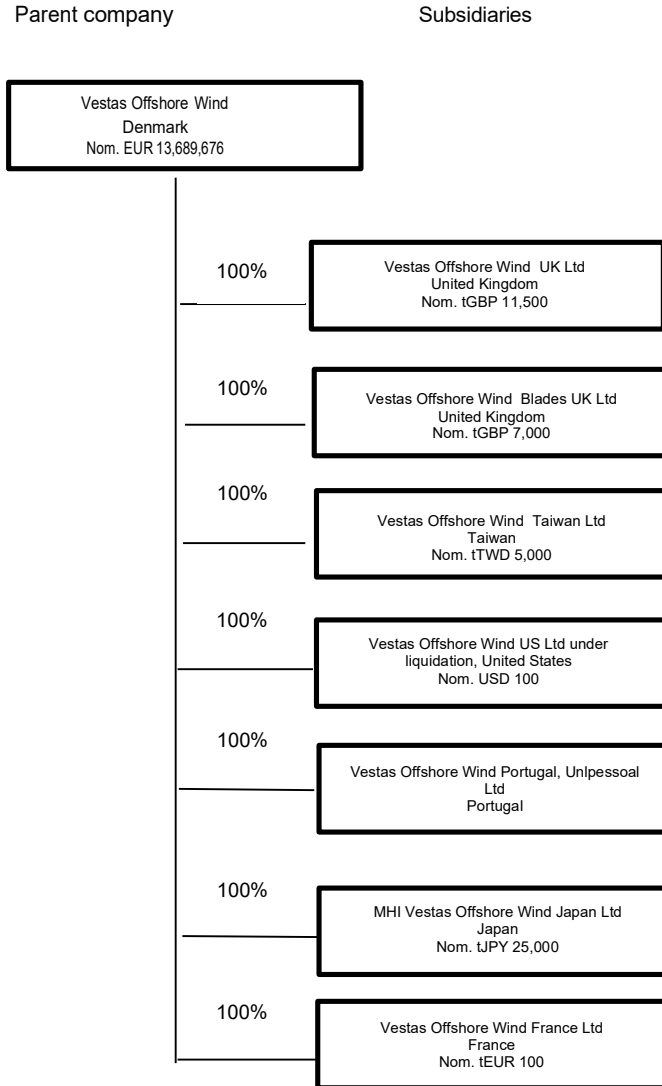 Parent company Subsidiaries
Vestas Offshore Wind
Denmark
Nom. EUR 13,689,676
100%
Vestas Offshore Wind UK Ltd
United Kingdom
Nom. tGBP 11,500
100%
Vestas Offshore Wind Blades UK Ltd
United Kingdom
Nom. tGBP 7,000
100%
Vestas Offshore Wind Taiwan Ltd
Taiwan
Nom. tTWD 5,000
100%
Vestas Offshore Wind US Ltd under
liquidation, United States
Nom. USD 100
100%
Vestas Offshore Wind Portugal, Unlpessoal
Ltd
Portugal
100%
MHI Vestas Offshore Wind Japan Ltd
Japan
Nom. tJPY 25,000
100%
Vestas Offshore Wind France Ltd
France
Nom. tEUR 100